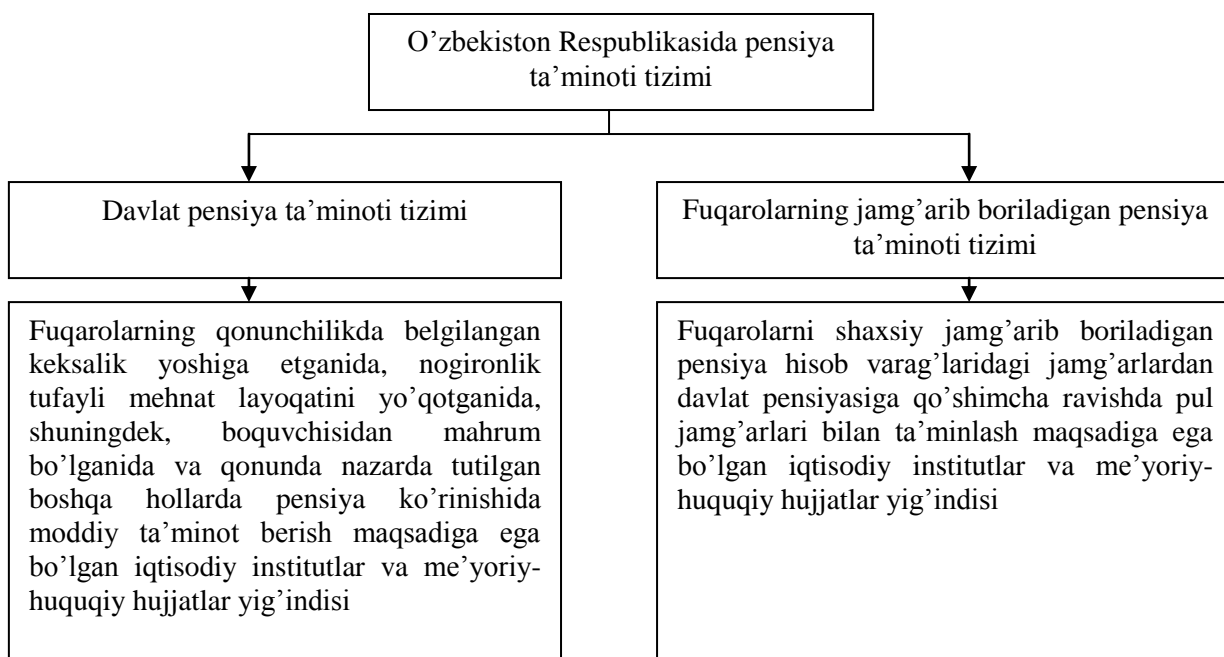 O’zbekiston Respublikasida pensiya
ta’minoti tizimi
Davlat pensiya ta’minoti tizimi
Fuqarolarning jamg’arib boriladigan pensiya
ta’minoti tizimi
Fuqarolarning qonunchilikda belgilangan
keksalik yoshiga etganida, nogironlik
tufayli mehnat layoqatini yo’qotganida,
shuningdek, boquvchisidan mahrum
bo’lganida va qonunda nazarda tutilgan
boshqa hollarda pensiya ko’rinishida
moddiy ta’minot berish maqsadiga ega
bo’lgan iqtisodiy institutlar va me’yoriy-
huquqiy hujjatlar yig’indisi
Fuqarolarni shaxsiy jamg’arib boriladigan
pensiya hisob varag’laridagi jamg’arlardan
davlat pensiyasiga qo’shimcha ravishda pul
jamg’arlari bilan ta’minlash maqsadiga ega
bo’lgan iqtisodiy institutlar va me’yoriy-
huquqiy hujjatlar yig’indisi